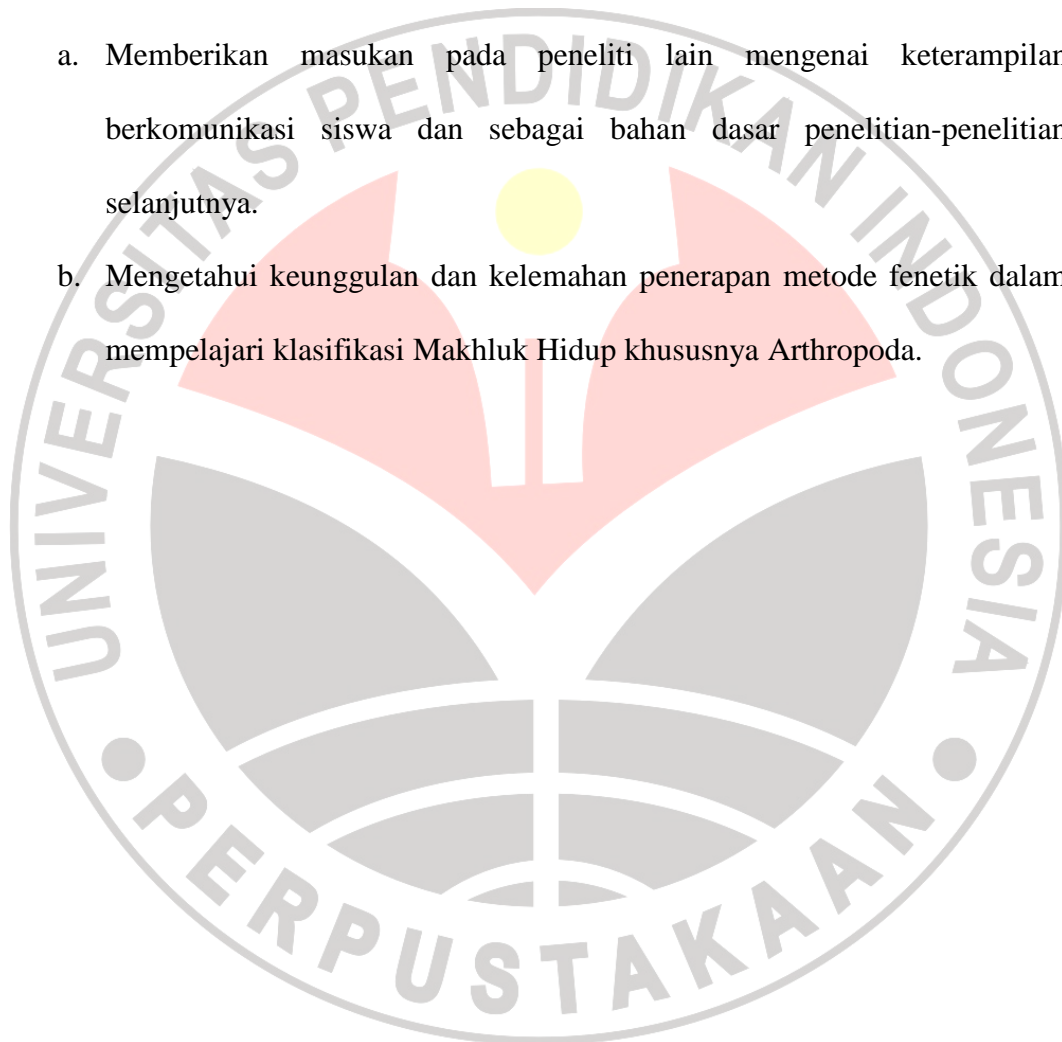 a. Memberikan masukan pada peneliti lain mengenai keterampilan
berkomunikasi siswa dan sebagai bahan dasar penelitian-penelitian
selanjutnya.
b. Mengetahui keunggulan dan kelemahan penerapan metode fenetik dalam
mempelajari klasifikasi Makhluk Hidup khususnya Arthropoda.
UNIVERSITAS PENDIDIKAN INDONESIA
PERPUSTAKAAN